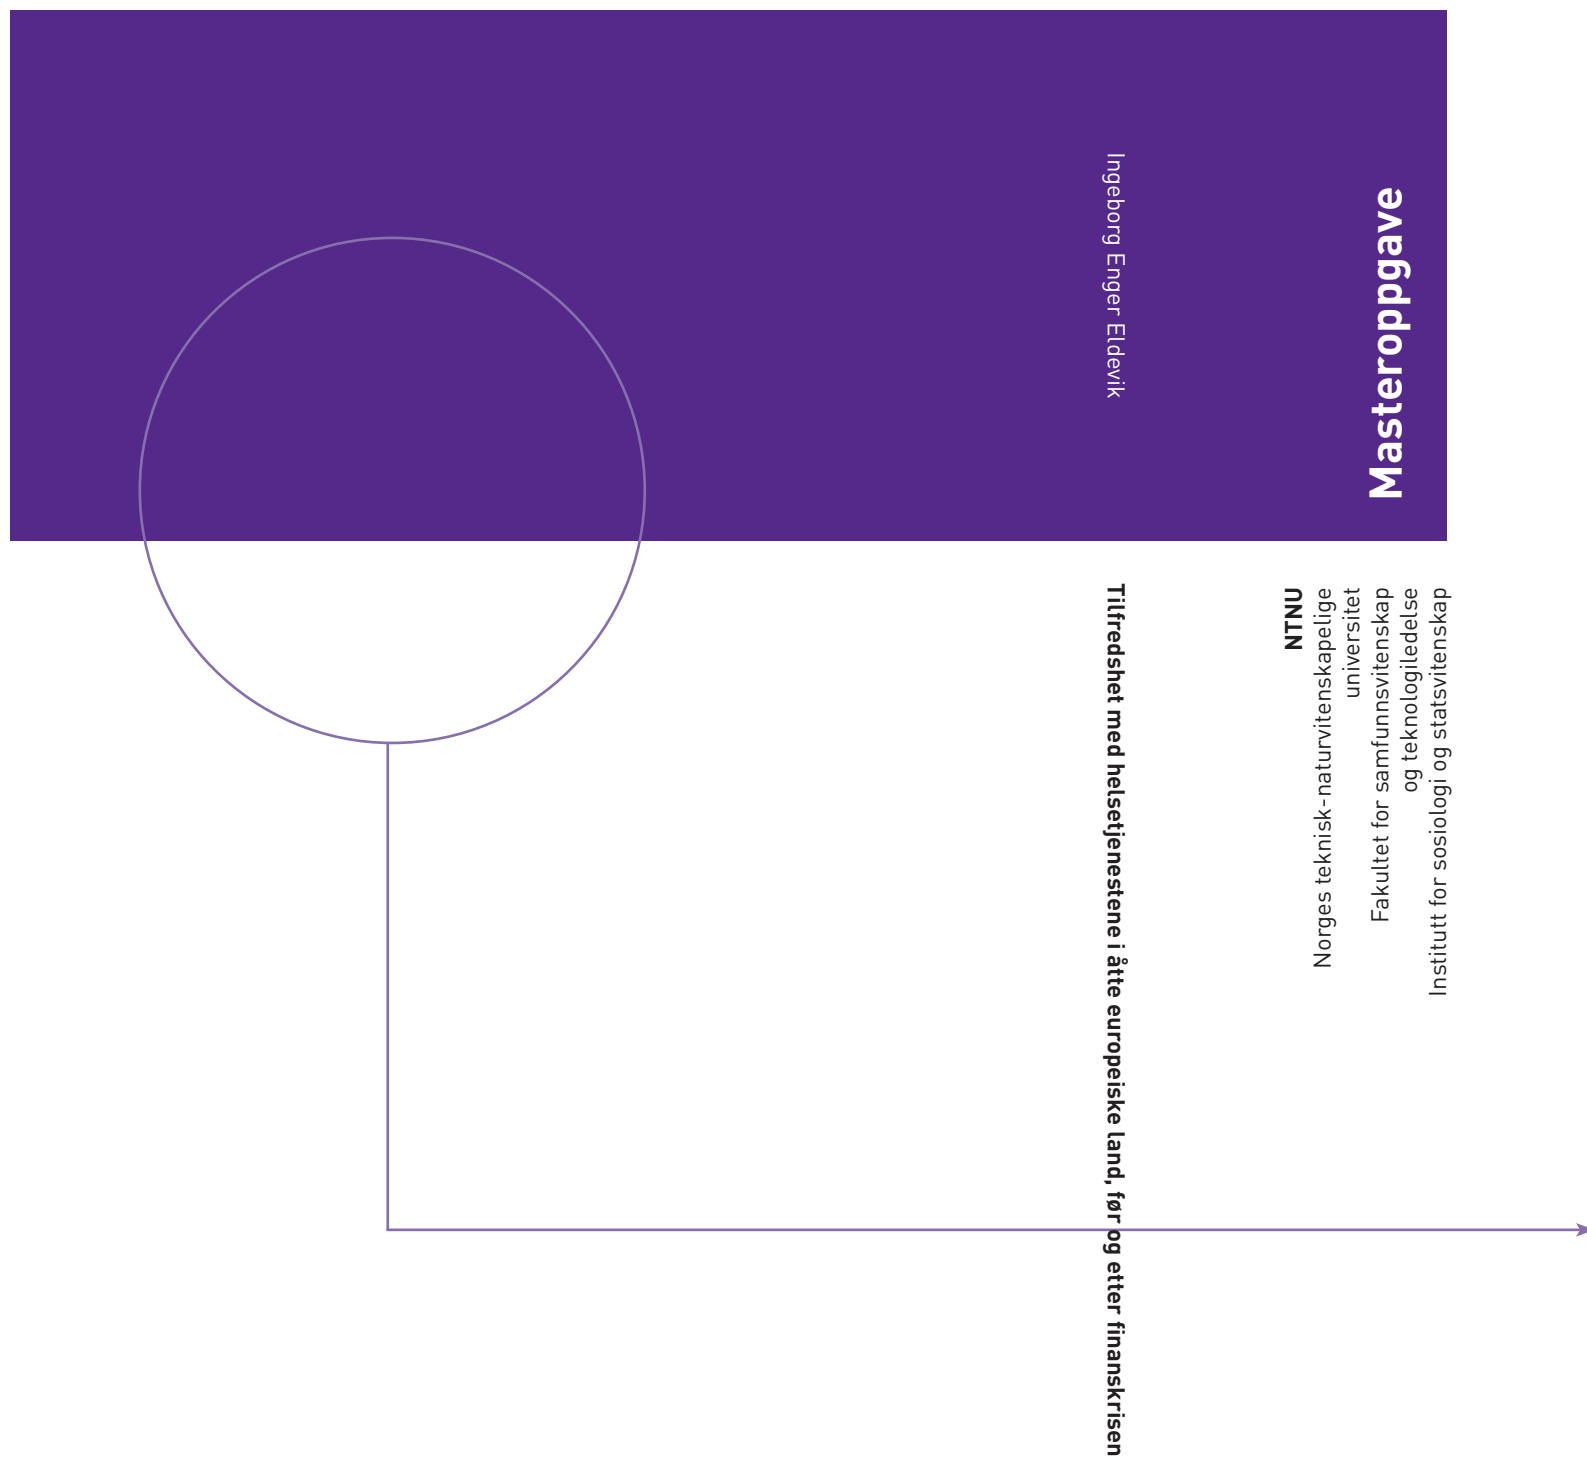 Ingeborg Enger Eldevik
Tilfredshet med helsetjenestene i åtte europeiske land, før og etter finanskrisen
Masteroppgave
NTNU
Norges teknisk-naturvitenskapelige
universitet
Fakultet for samfunnsvitenskap
og teknologiledelse
Institutt for sosiologi og statsvitenskap